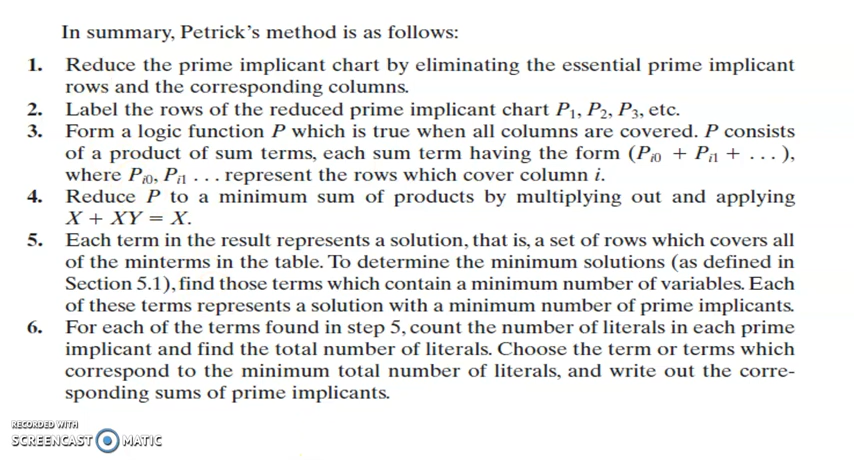 In summary, Petrick's method is as follows:
1. Reduce the prime implicant chart by eliminating the essential prime implicant
rows and the corresponding columns.
2. Label the rows of the reduced prime implicant chart P₁, P₂, P₃, etc.
3. Form a logic function P which is true when all columns are covered. P consists
of a product of sum terms, each sum term having the form (Pᵢ₀ + Pᵢ₁ + . . . ),
where Pᵢ₀, Pᵢ₁ . . . represent the rows which cover column i.
4. Reduce P to a minimum sum of products by multiplying out and applying
X + XY = X.
5. Each term in the result represents a solution, that is, a set of rows which covers all
of the minterms in the table. To determine the minimum solutions (as defined in
Section 5.1), find those terms which contain a minimum number of variables. Each
of these terms represents a solution with a minimum number of prime implicants.
6. For each of the terms found in step 5, count the number of literals in each prime
implicant and find the total number of literals. Choose the term or terms which
correspond to the minimum total number of literals, and write out the corre-
sponding sums of prime implicants.
RECORDED WITH
SCREENCAST MATIC